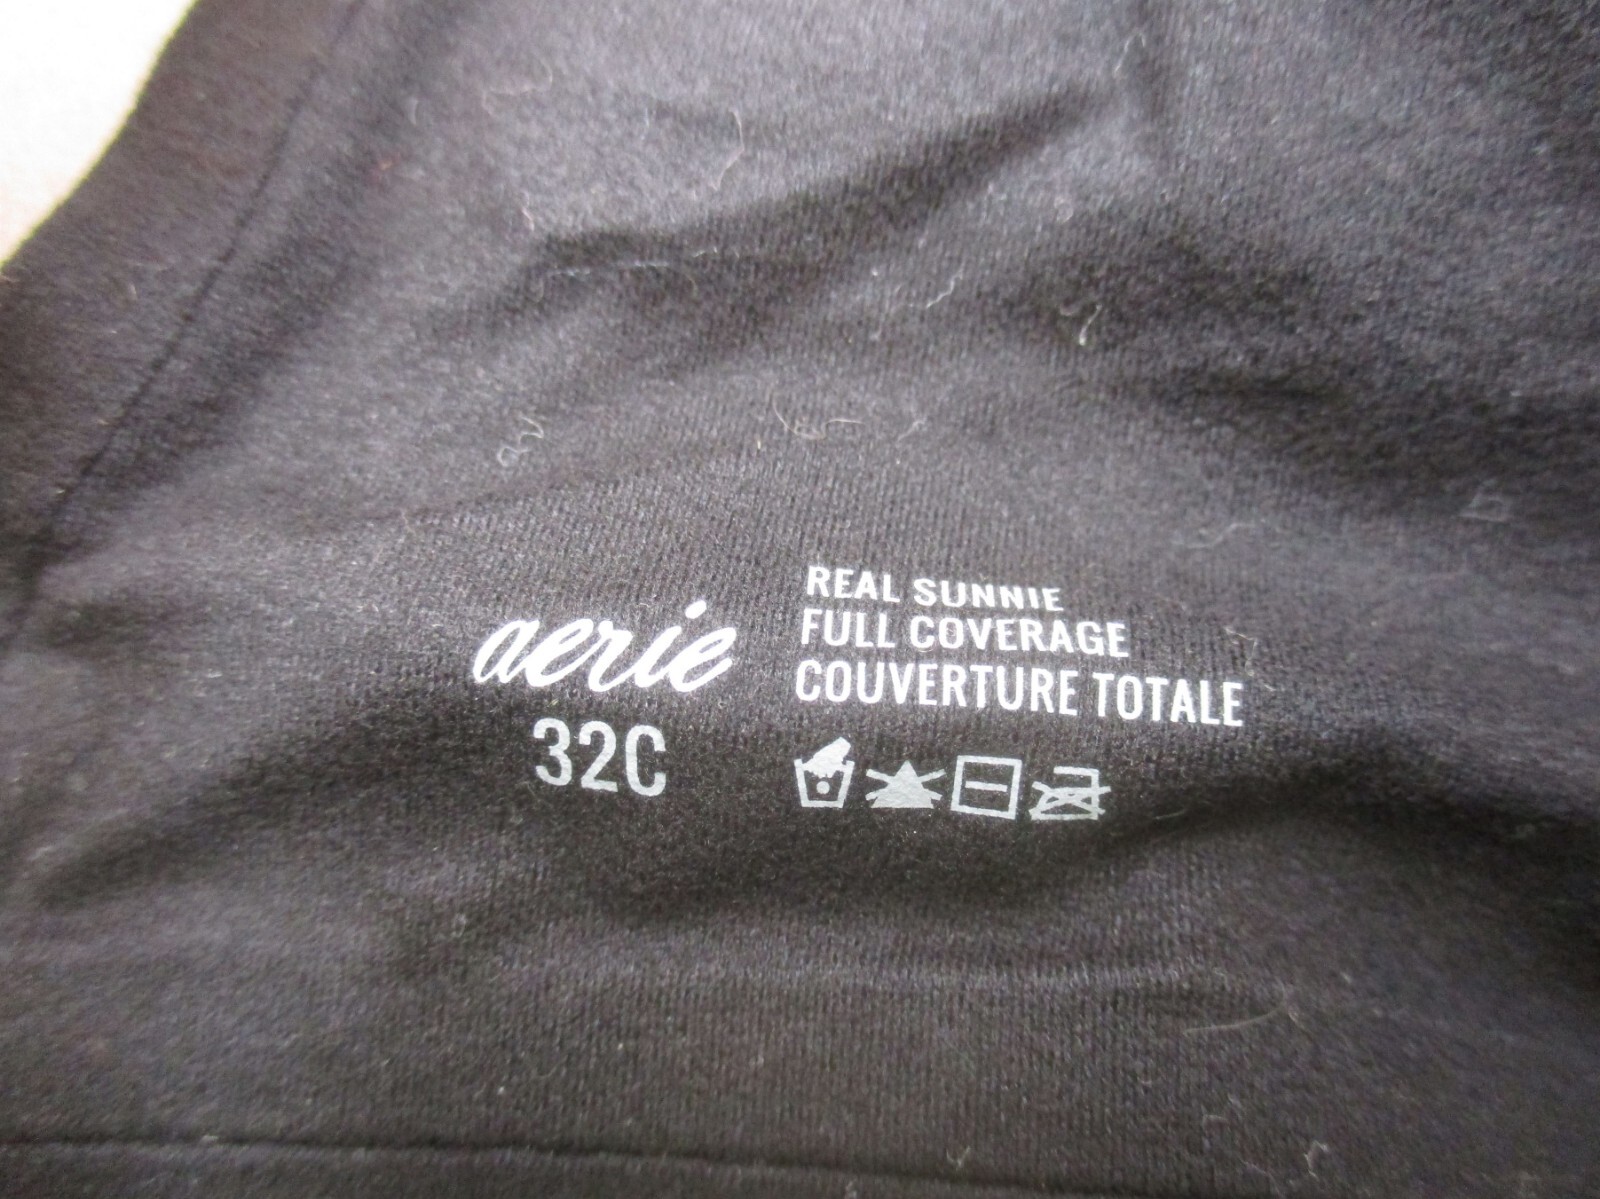 aerie
32C
REAL SUNNIE
FULL COVERAGE
COUVERTURE TOTALE